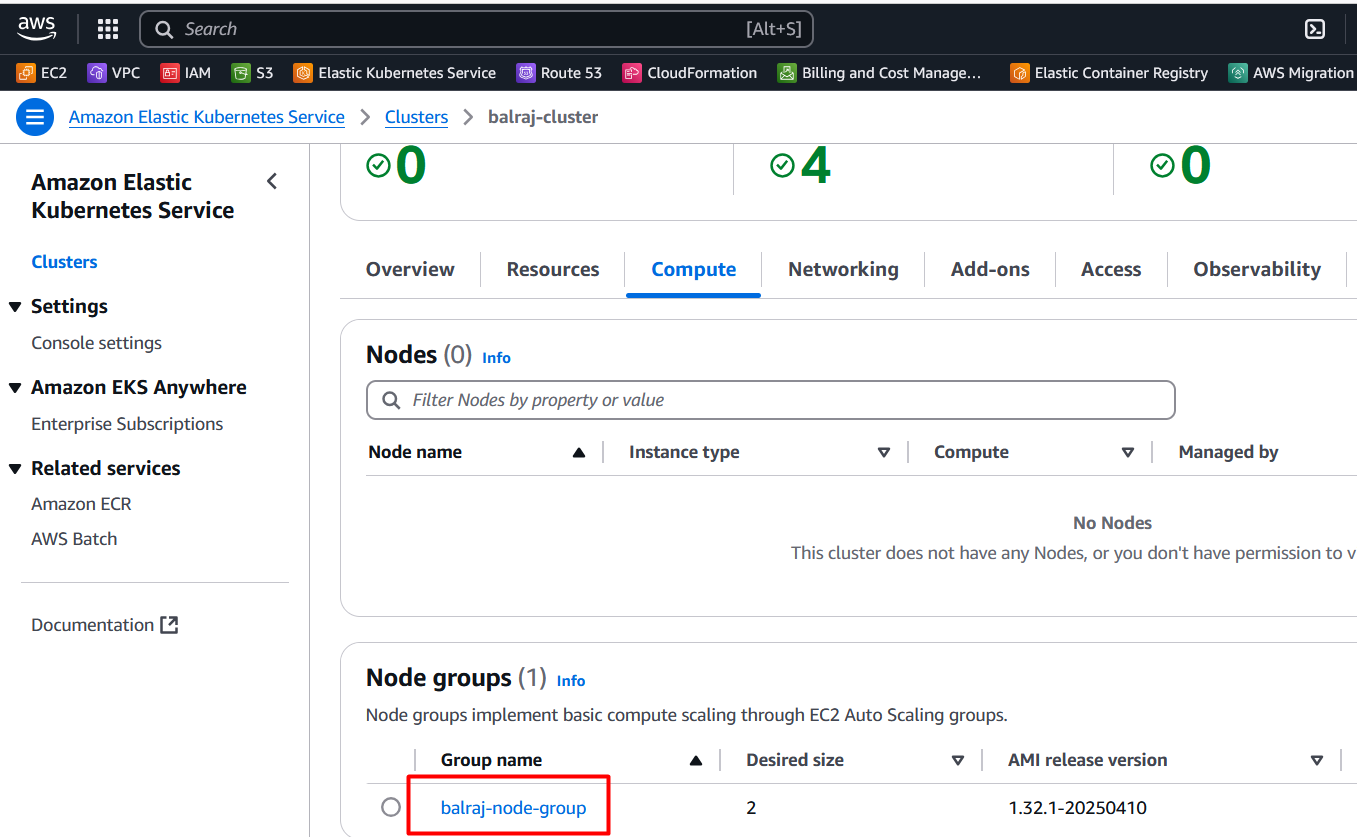 aws Search [Alt+S]
EC2 VPC IAM S3 Elastic Kubernetes Service Route 53 CloudFormation Billing and Cost Manage... Elastic Container Registry AWS Migration
Amazon Elastic Kubernetes Service Clusters balraj-cluster
0 4 0
Amazon Elastic
Kubernetes Service
Clusters
Settings
Console settings
Amazon EKS Anywhere
Enterprise Subscriptions
Related services
Amazon ECR
AWS Batch
Documentation
Overview Resources Compute Networking Add-ons Access Observability
Nodes (0) Info
Filter Nodes by property or value
Node name Instance type Compute Managed by
No Nodes
This cluster does not have any Nodes, or you don't have permission to v
Node groups (1) Info
Node groups implement basic compute scaling through EC2 Auto Scaling groups.
Group name Desired size AMI release version
balraj-node-group 2 1.32.1-20250410